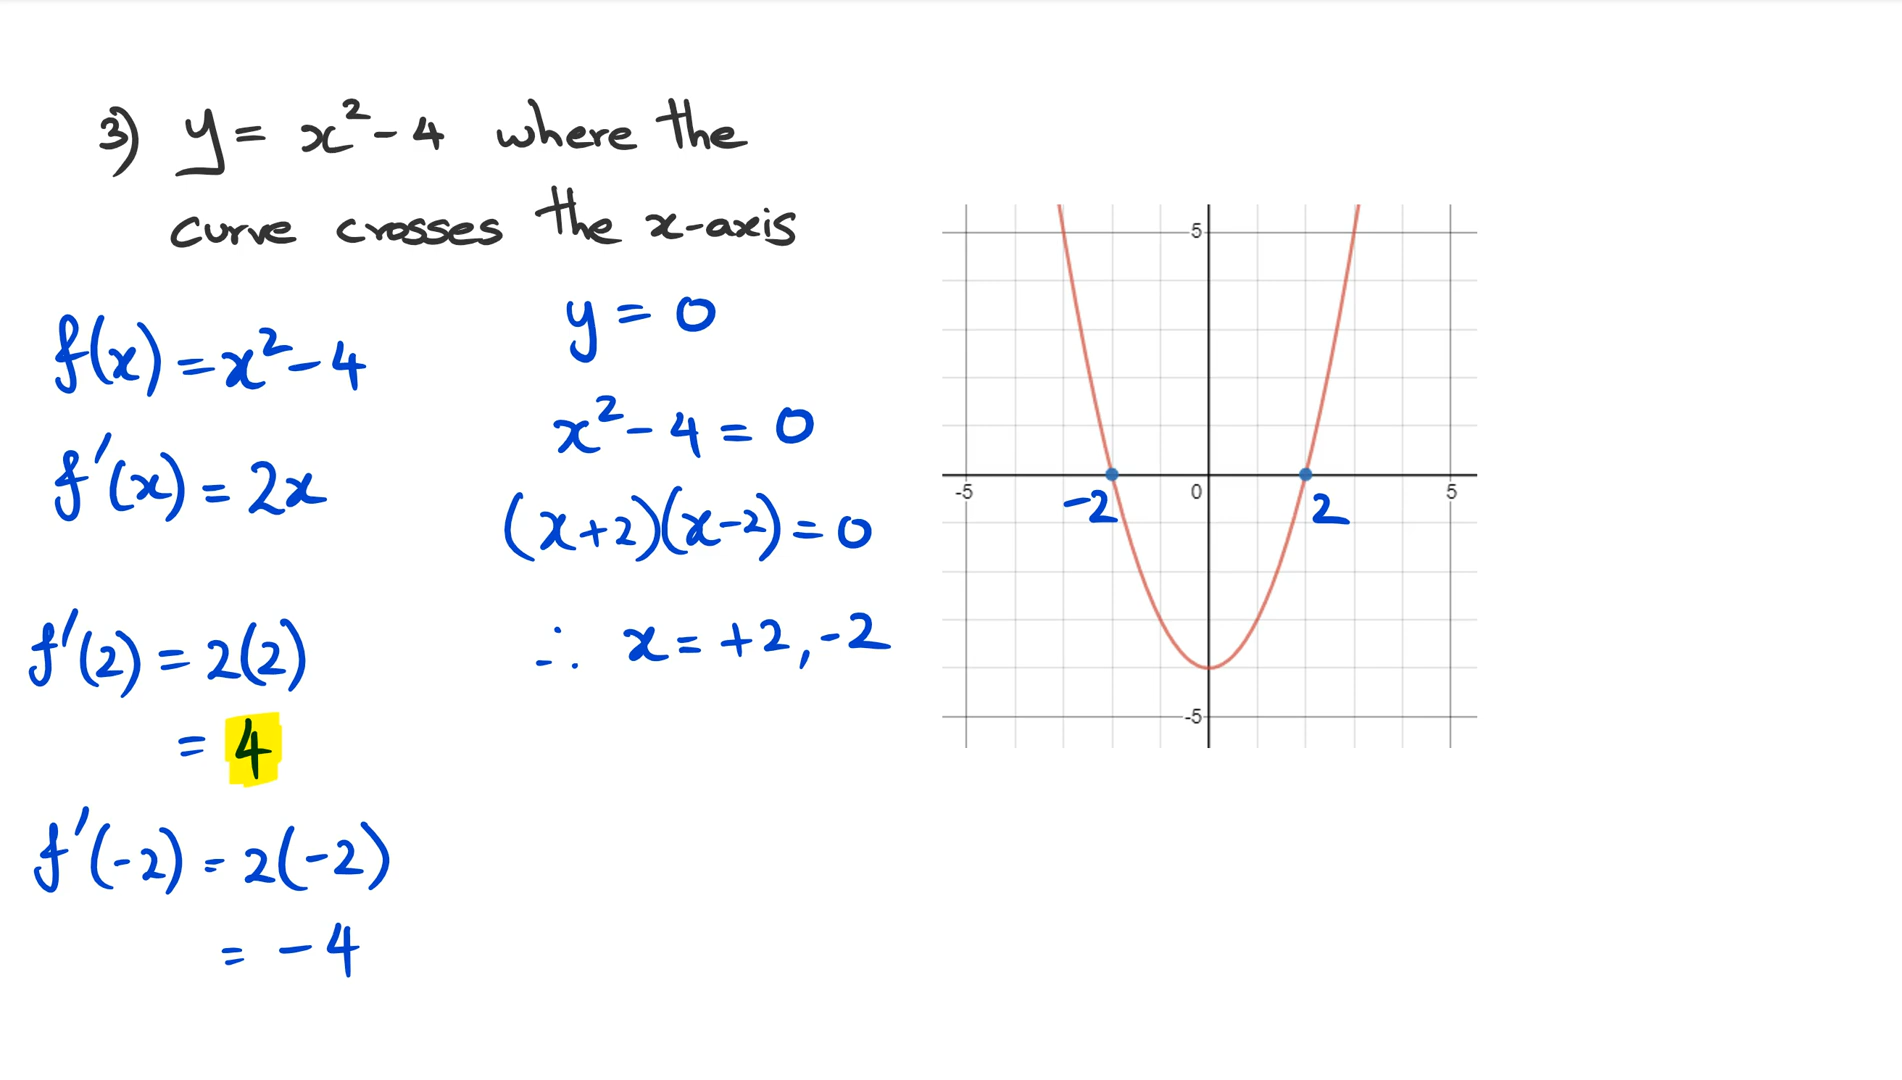 3) y = x² - 4 where the
curve crosses the x-axis
f(x) = x² - 4
f'(x) = 2x
f'(2) = 2(2)
= 4
f'(-2) = 2(-2)
= -4
y = 0
x² - 4 = 0
(x+2)(x-2) = 0
∴ x = +2, -2
5
-5
0
5
-2
2
-5